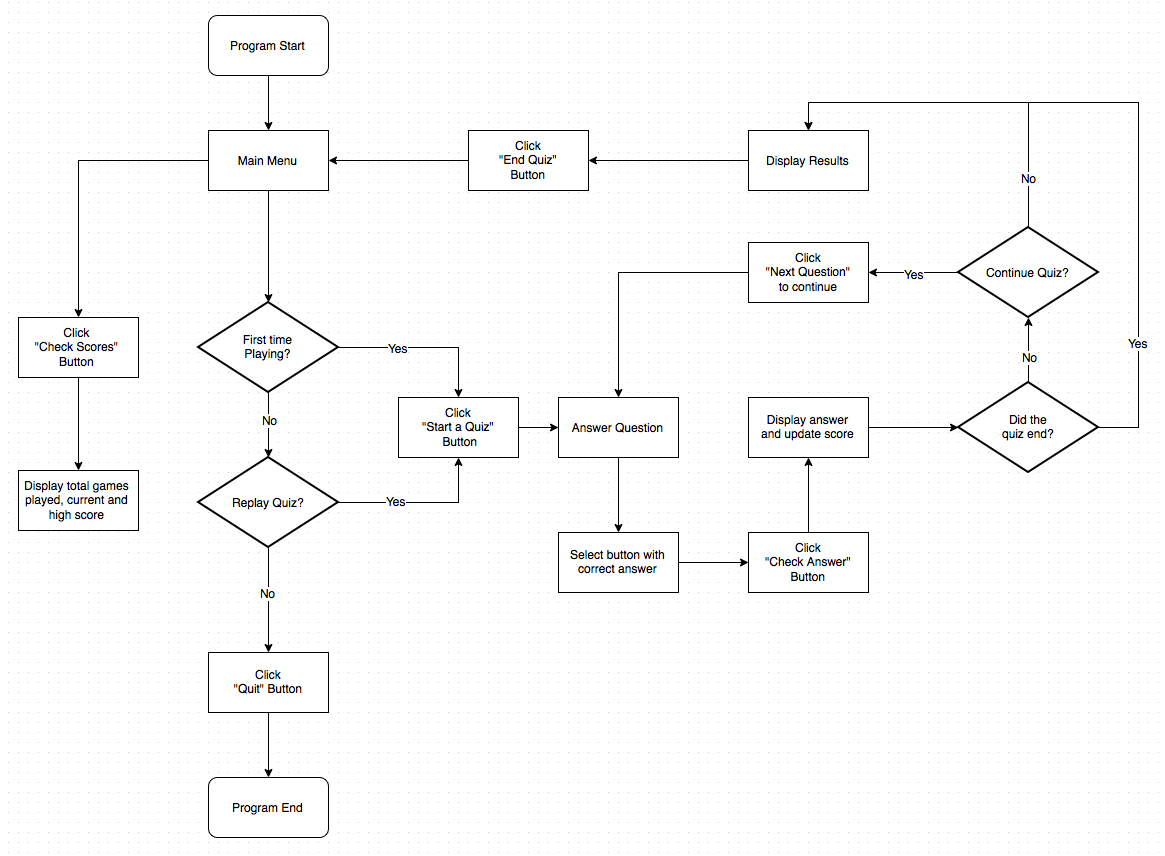 Program Start
Main Menu
Click
"End Quiz"
Button
Display Results
No
Click
"Next Question"
to continue
Yes
Continue Quiz?
Click
"Check Scores"
Button
First time
Playing?
Yes
No
Yes
No
Click
"Start a Quiz"
Button
Answer Question
Display answer
and update score
Did the
quiz end?
Display total games
played, current and
high score
Replay Quiz?
Yes
Select button with
correct answer
Click
"Check Answer"
Button
No
Click
"Quit" Button
Program End